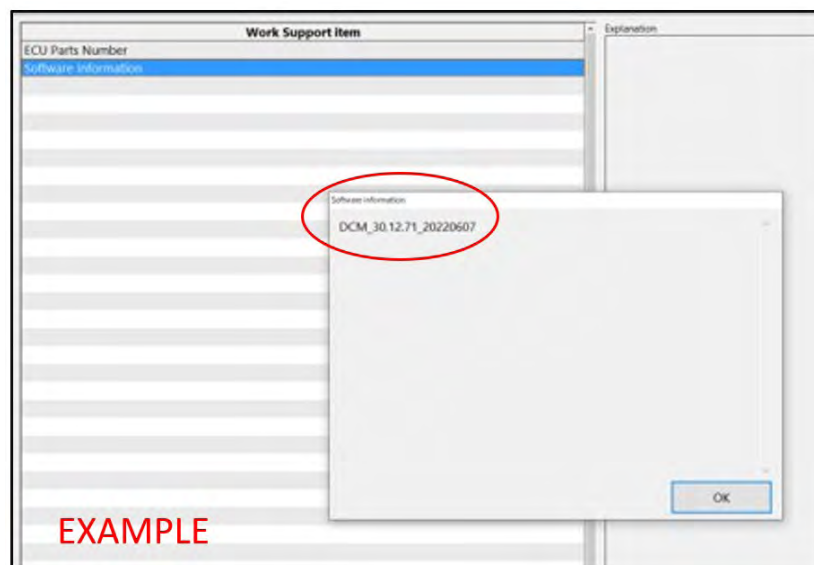 Work Support item
Explanation
ECU Parts Number
Software Information
Software information
DCM_30.12.71_20220607
OK
EXAMPLE